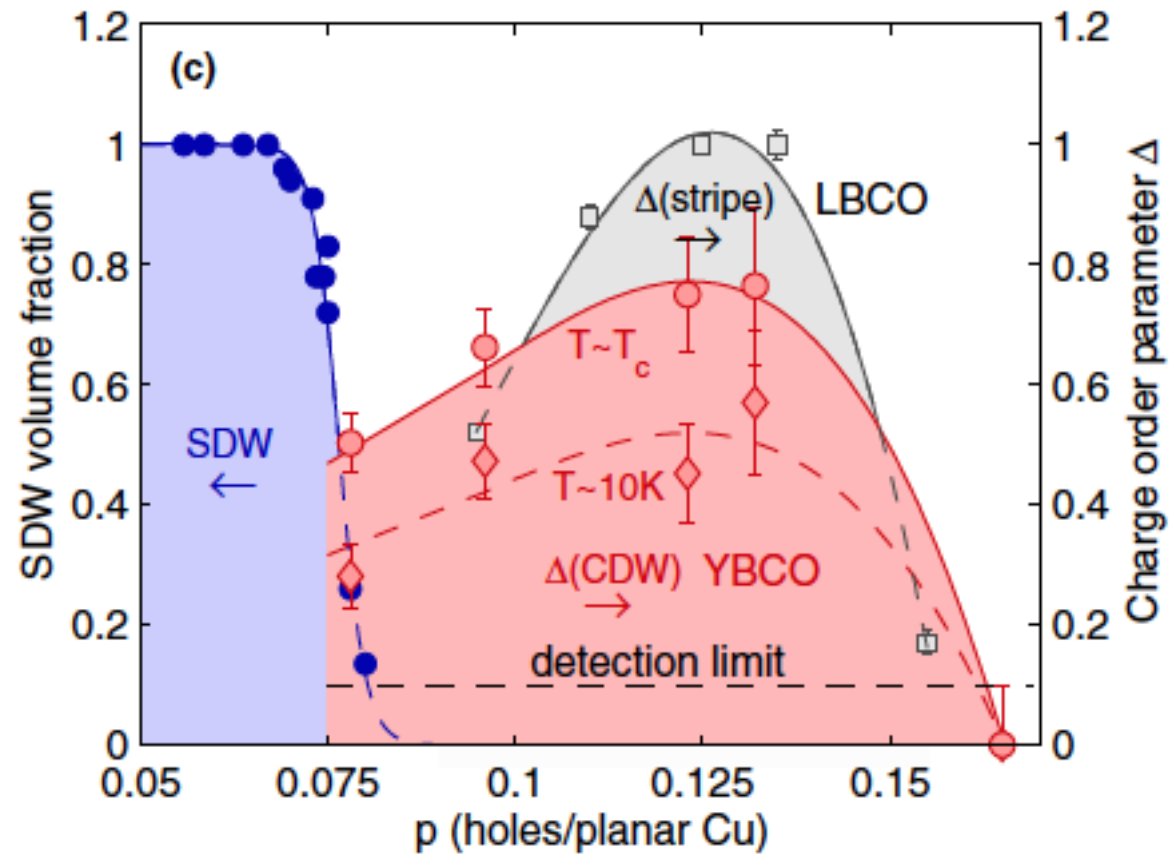 (c)
1.2
1
0.8
0.6
0.4
0.2
0
SDW volume fraction
1.2
1
0.8
0.6
0.4
0.2
0
Charge order parameter Δ
Δ(stripe)
→
LBCO
T~Tc
SDW
←
T~10K
Δ(CDW) YBCO
→
detection limit
0.05 0.075 0.1 0.125 0.15
p (holes/planar Cu)